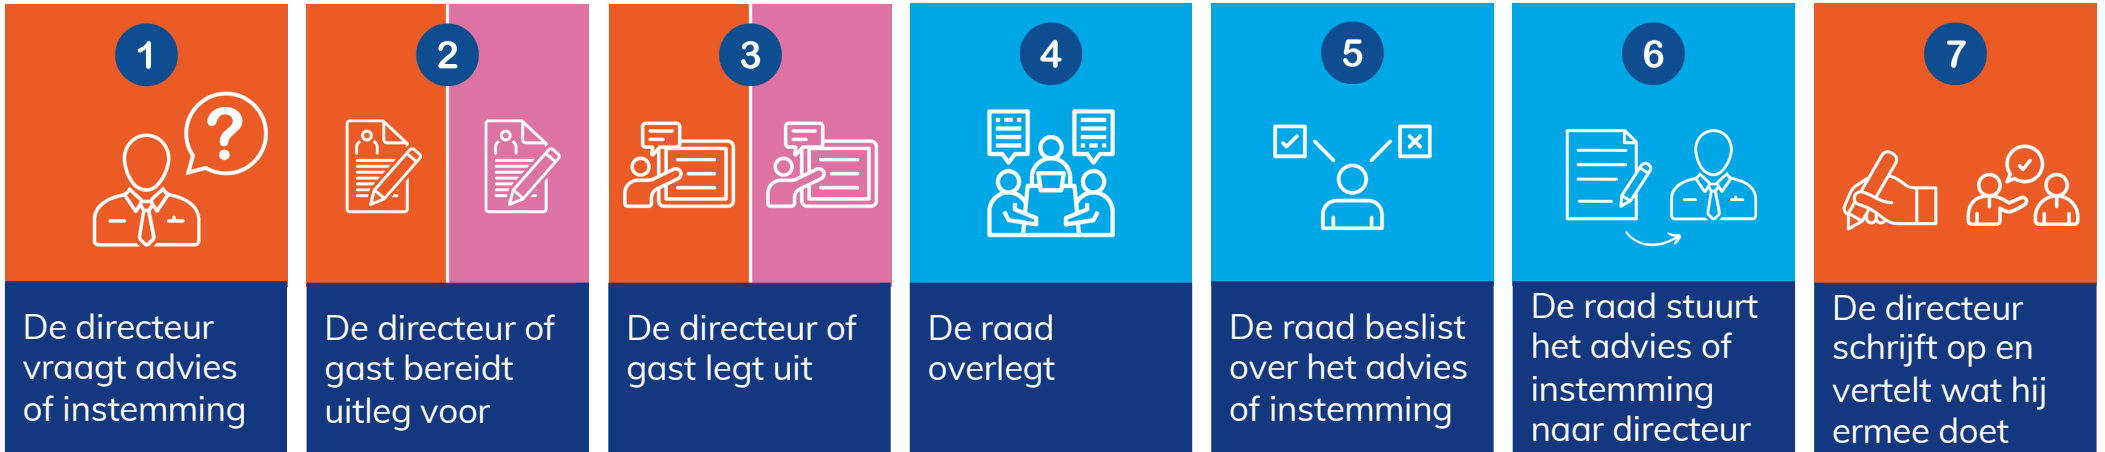 1
De directeur
vraagt advies
of instemming
2
De directeur of
gast bereidt
uitleg voor
3
De directeur of
gast legt uit
4
De raad
overlegt
5
De raad beslist
over het advies
of instemming
6
De raad stuurt
het advies of
instemming
naar directeur
7
De directeur
schrijft op en
vertelt wat hij
ermee doet